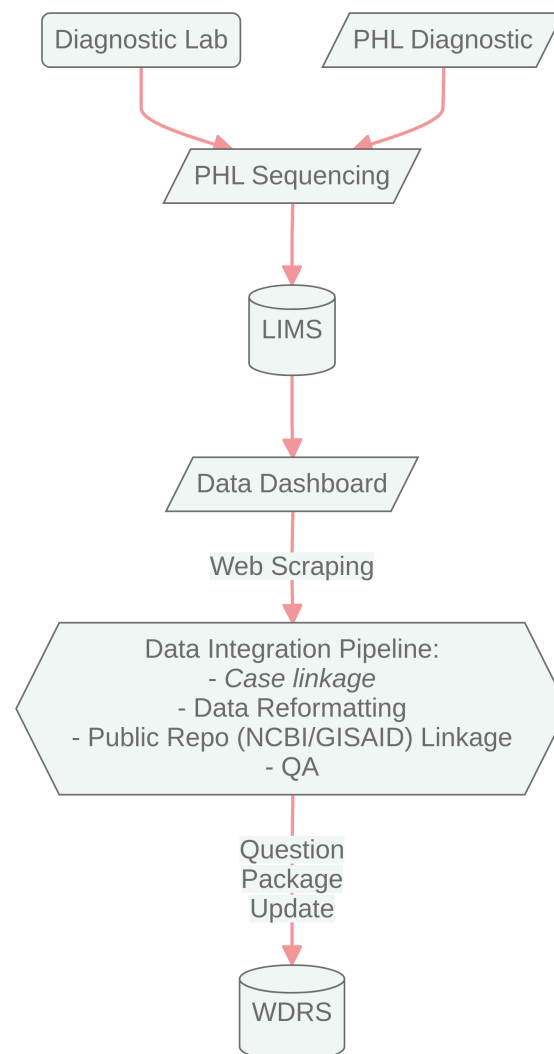 Diagnostic Lab
PHL Diagnostic
PHL Sequencing
LIMS
Data Dashboard
Web Scraping
Data Integration Pipeline:
- Case linkage
- Data Reformatting
- Public Repo (NCBI/GISAID) Linkage
- QA
Question
Package
Update
WDRS